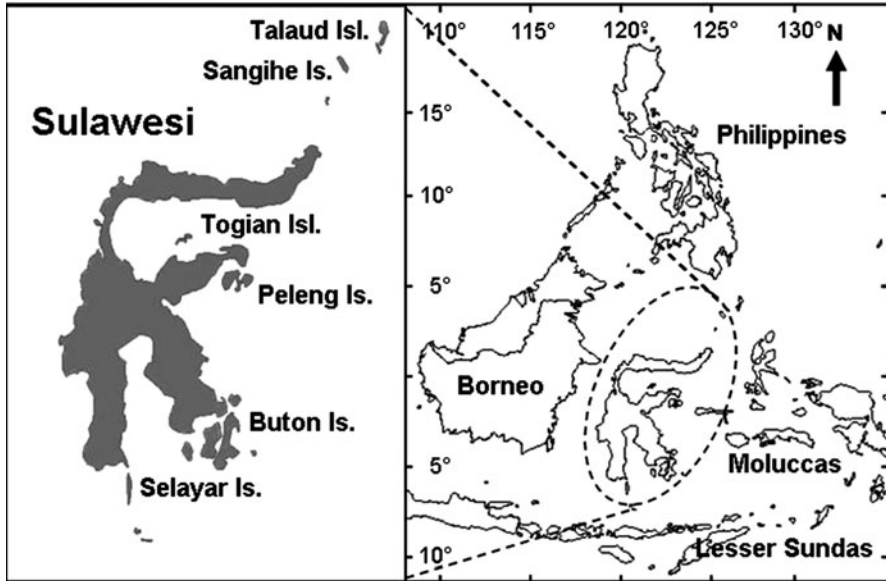 Talaud Isl.
Sangihe Is.
Sulawesi
Togian Isl.
Peleng Is.
Buton Is.
Selayar Is.
110° 115° 120° 125° 130° N
15°
Philippines
10°
5°
0°
Borneo
5°
Moluccas
Lesser Sundas
10°